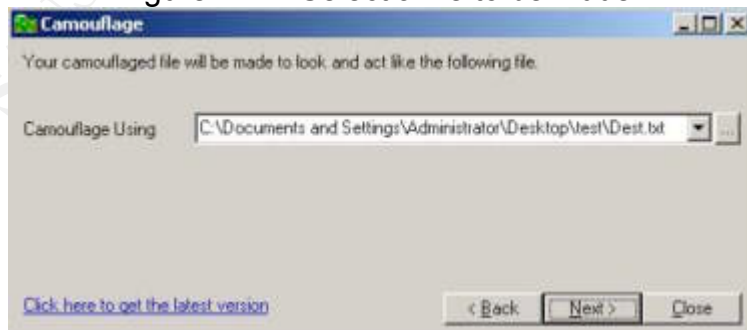 Camouflage
Your camouflaged file will be made to look and act like the following file.
Camouflage Using C:\Documents and Settings\Administrator\Desktop\test\Dest.txt ...
Click here to get the latest version < Back Next > Close